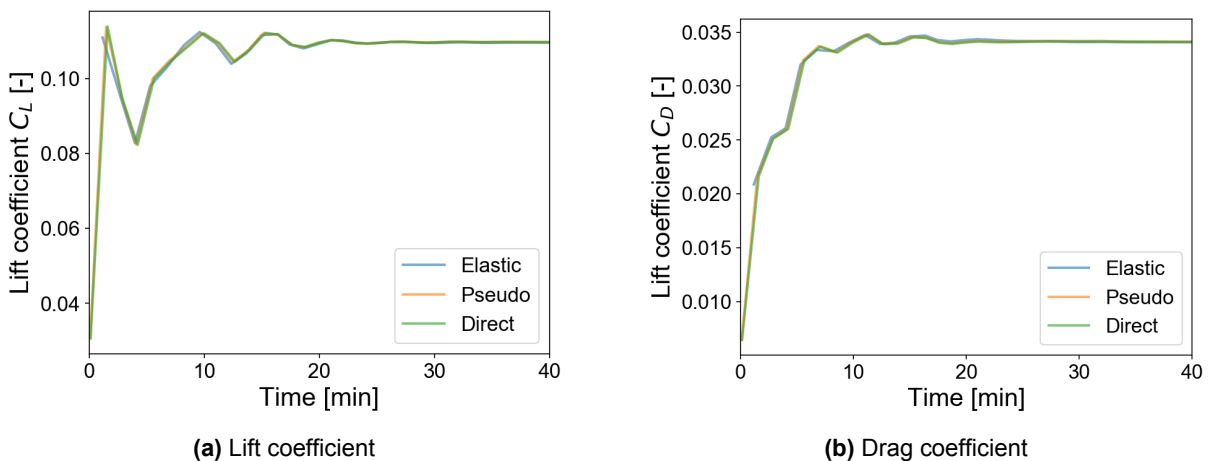 0.10
0.08
0.06
0.04
Lift coefficient C_L [-]
Elastic
Pseudo
Direct
0 10 20 30 40
Time [min]
(a) Lift coefficient
0.035
0.030
0.025
0.020
0.015
0.010
Lift coefficient C_D [-]
Elastic
Pseudo
Direct
0 10 20 30 40
Time [min]
(b) Drag coefficient